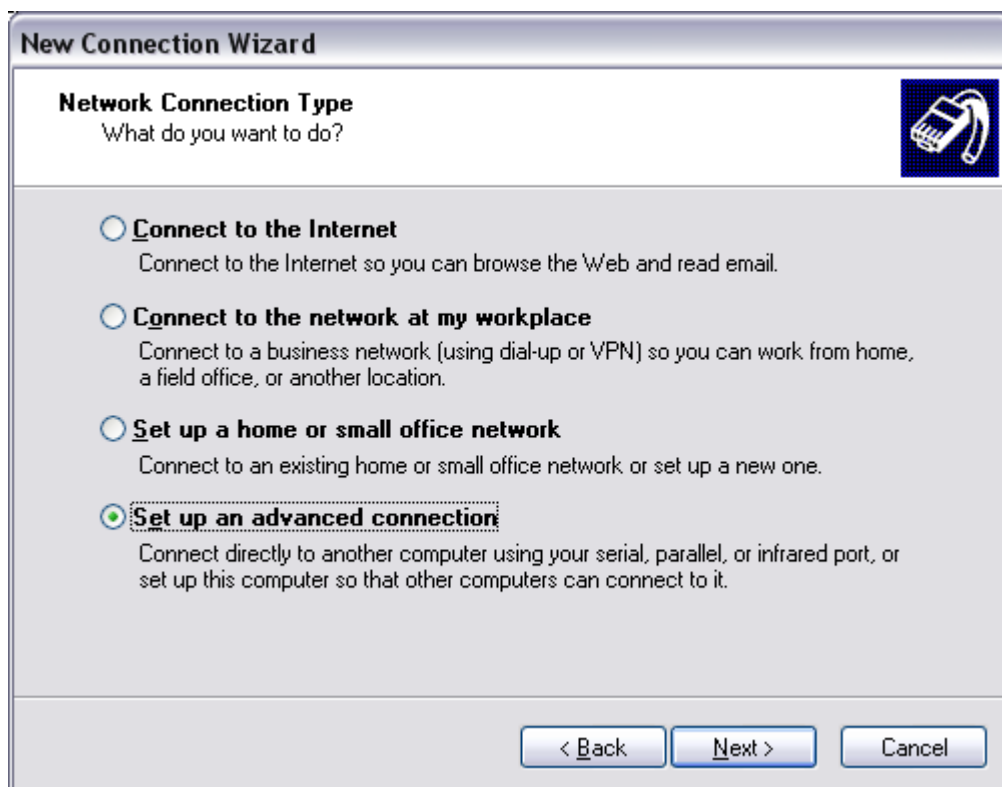 New Connection Wizard
Network Connection Type
What do you want to do?
Connect to the Internet
Connect to the Internet so you can browse the Web and read email.
Connect to the network at my workplace
Connect to a business network (using dial-up or VPN) so you can work from home,
a field office, or another location.
Set up a home or small office network
Connect to an existing home or small office network or set up a new one.
Set up an advanced connection
Connect directly to another computer using your serial, parallel, or infrared port, or
set up this computer so that other computers can connect to it.
< Back Next > Cancel